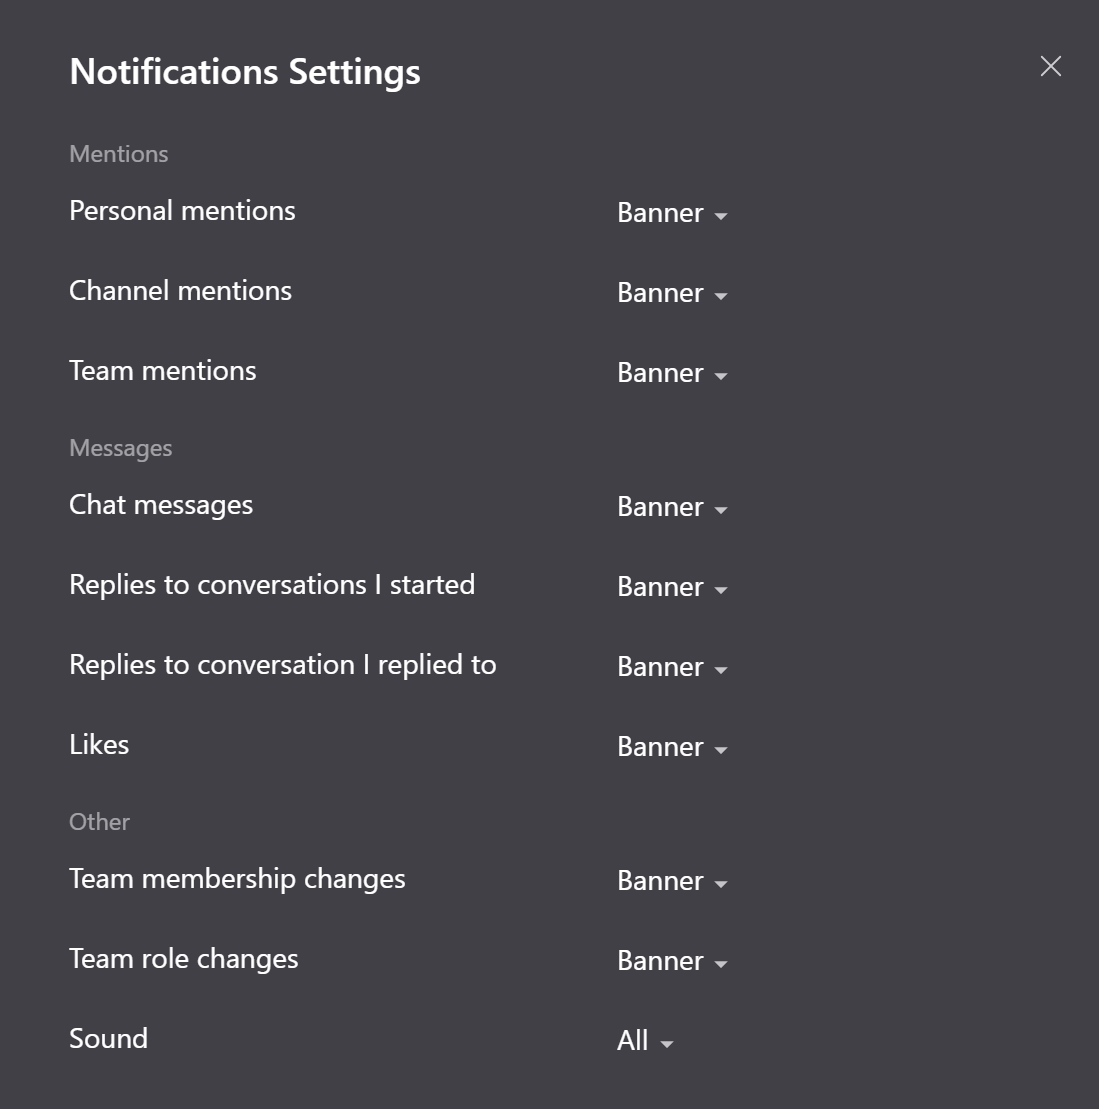 Notifications Settings
Mentions
Personal mentions Banner
Channel mentions Banner
Team mentions Banner
Messages
Chat messages Banner
Replies to conversations I started Banner
Replies to conversation I replied to Banner
Likes Banner
Other
Team membership changes Banner
Team role changes Banner
Sound All